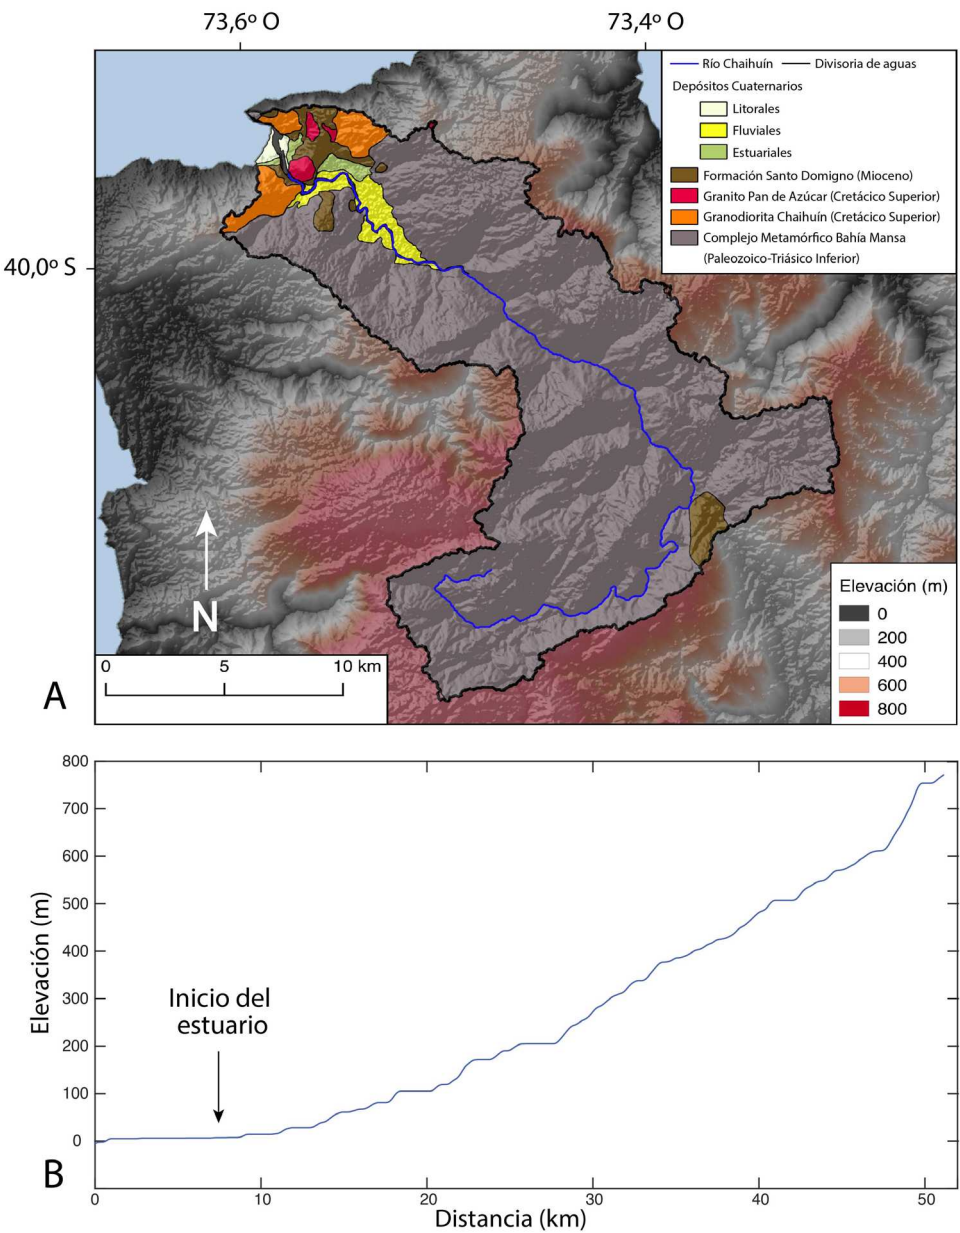 73,6º O
73,4º O
Río Chaihuín
Divisoria de aguas
Depósitos Cuaternarios
Litorales
Fluviales
Estuariales
Formación Santo Domigno (Mioceno)
Granito Pan de Azúcar (Cretácico Superior)
Granodiorita Chaihuín (Cretácico Superior)
Complejo Metamórfico Bahía Mansa
(Paleozoico-Triásico Inferior)
40,0º S
N
Elevación (m)
0
200
400
600
800
0 5 10 km
A
800
700
600
500
400
300
200
100
0
Elevación (m)
Inicio del
estuario
B
0 10 20 30 40 50
Distancia (km)